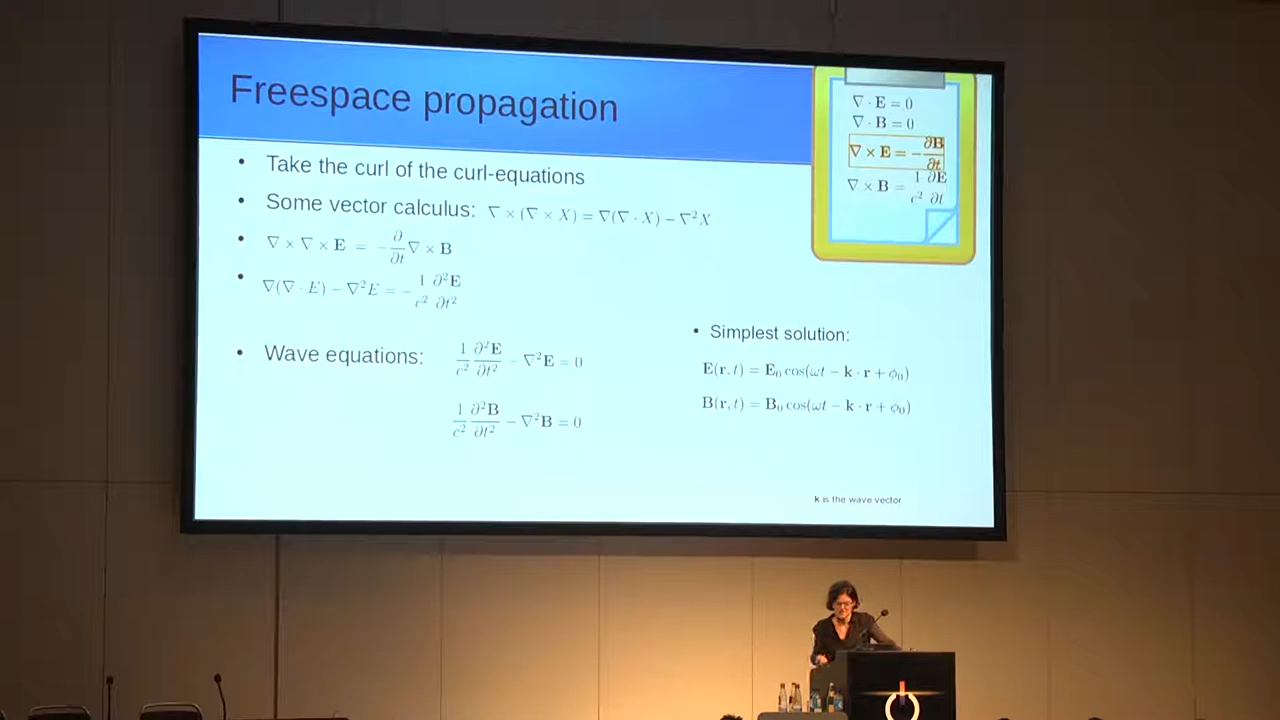 Freespace propagation
∇ · E = 0
∇ · B = 0
∇ × E = −∂B/∂t
∇ × B = 1/c² ∂E/∂t
• Take the curl of the curl-equations
• Some vector calculus: ∇ × (∇ × X) = ∇(∇ · X) − ∇²X
• ∇ × ∇ × E = −∂/∂t ∇ × B
• ∇(∇ · E) − ∇²E = −1/c² ∂²E/∂t²
• Wave equations: 1/c² ∂²E/∂t² − ∇²E = 0
1/c² ∂²B/∂t² − ∇²B = 0
• Simplest solution:
E(r, t) = E₀ cos(ωt − k · r + ϕ₀)
B(r, t) = B₀ cos(ωt − k · r + ϕ₀)
k is the wave vector